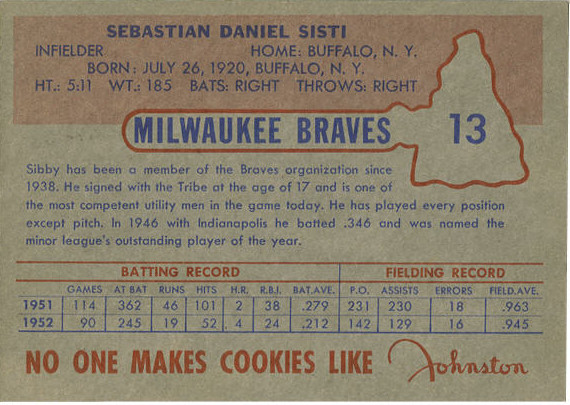 SEBASTIAN DANIEL SISTI
INFIELDER HOME: BUFFALO, N. Y.
BORN: JULY 26, 1920, BUFFALO, N. Y.
HT.: 5:11 WT.: 185 BATS: RIGHT THROWS: RIGHT
MILWAUKEE BRAVES 13
Sibby has been a member of the Braves organization since
1938. He signed with the Tribe at the age of 17 and is one of
the most competent utility men in the game today. He has played every position
except pitch. In 1946 with Indianapolis he batted .346 and was named the
minor league's outstanding player of the year.
BATTING RECORD FIELDING RECORD
GAMES AT BAT RUNS HITS H.R. R.B.I. BAT.AVE. P.O. ASSISTS ERRORS FIELD.AVE.
1951 114 362 46 101 2 38 .279 231 230 18 .963
1952 90 245 19 52 4 24 .212 142 129 16 .945
NO ONE MAKES COOKIES LIKE Johnston